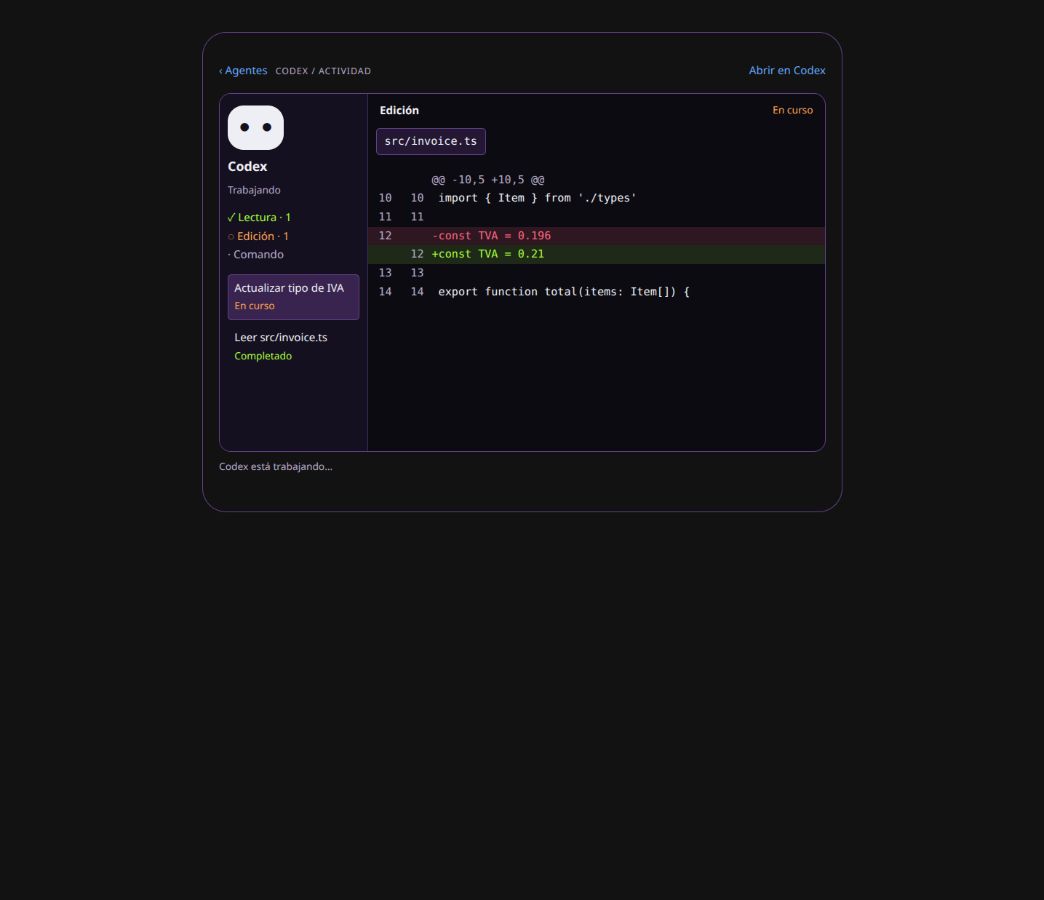 ‹ Agentes CODEX / ACTIVIDAD
Abrir en Codex
Codex
Trabajando
✓ Lectura · 1
○ Edición · 1
· Comando
Actualizar tipo de IVA
En curso
Leer src/invoice.ts
Completado
Edición
En curso
src/invoice.ts
@@ -10,5 +10,5 @@
10 10 import { Item } from './types'
11 11
12 -const TVA = 0.196
12 +const TVA = 0.21
13 13
14 14 export function total(items: Item[]) {
Codex está trabajando…